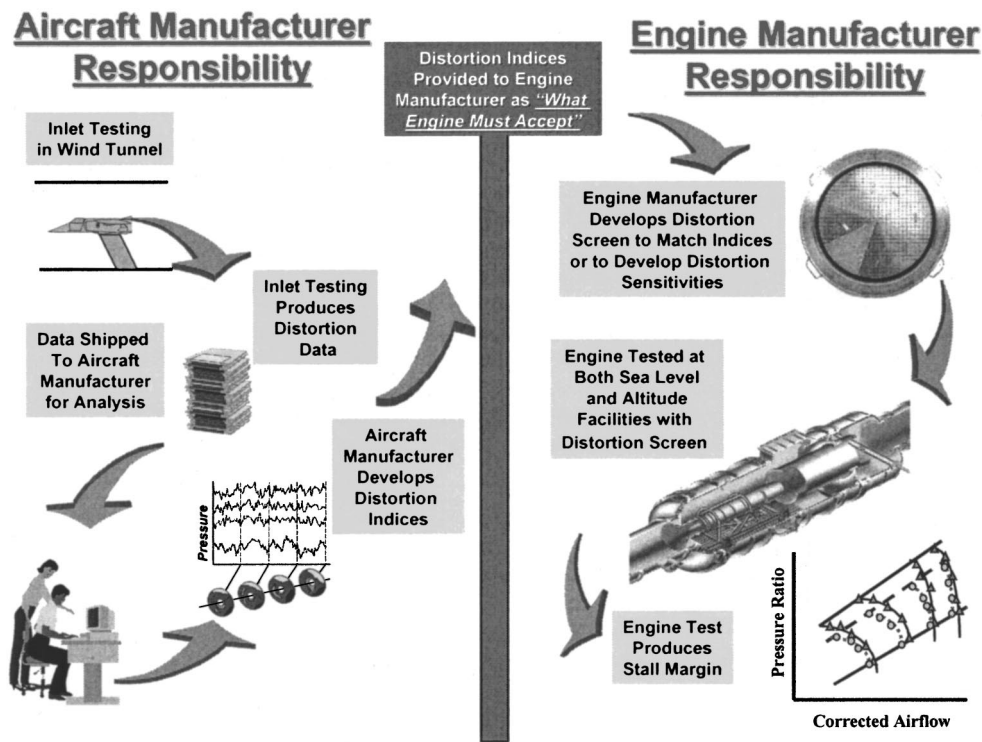 Aircraft Manufacturer
Responsibility
Inlet Testing
in Wind Tunnel
Inlet Testing
Produces
Distortion
Data
Data Shipped
To Aircraft
Manufacturer
for Analysis
Pressure
Aircraft
Manufacturer
Develops
Distortion
Indices
Distortion Indices
Provided to Engine
Manufacturer as "What
Engine Must Accept"
Engine Manufacturer
Responsibility
Engine Manufacturer
Develops Distortion
Screen to Match Indices
or to Develop Distortion
Sensitivities
Engine Tested at
Both Sea Level
and Altitude
Facilities with
Distortion Screen
Engine Test
Produces
Stall Margin
Pressure Ratio
Corrected Airflow